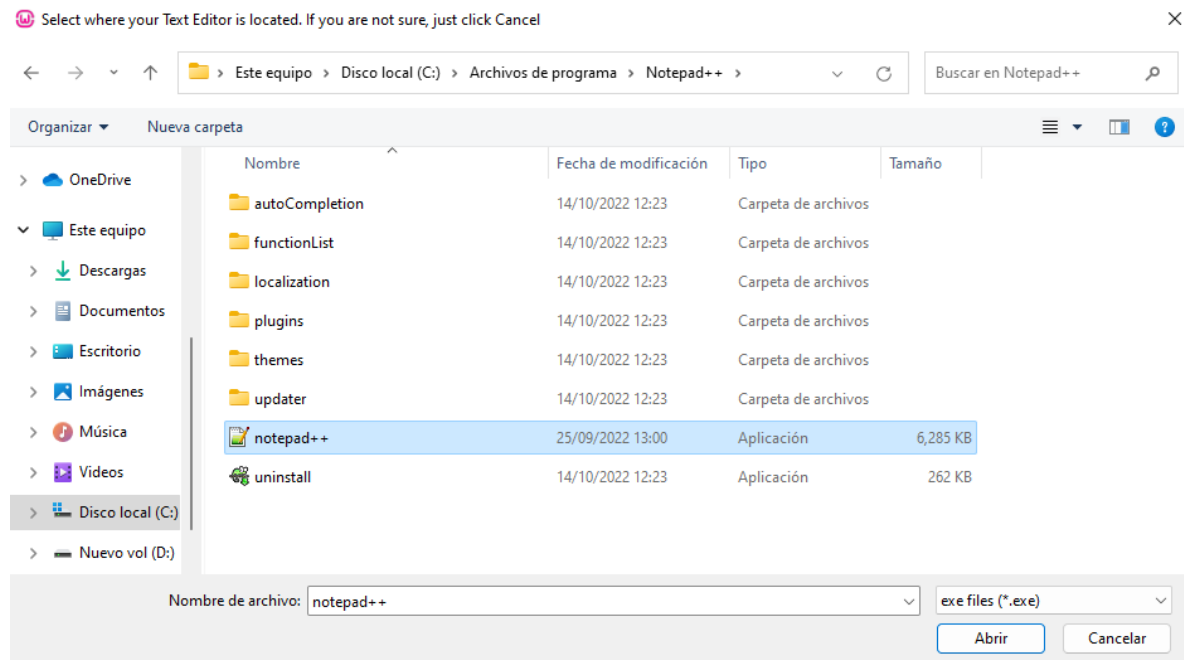 Select where your Text Editor is located. If you are not sure, just click Cancel
Este equipo > Disco local (C:) > Archivos de programa > Notepad++ >
Buscar en Notepad++
Organizar
Nueva carpeta
OneDrive
Este equipo
Descargas
Documentos
Escritorio
Imágenes
Música
Videos
Disco local (C:)
Nuevo vol (D:)
Nombre Fecha de modificación Tipo Tamaño
autoCompletion 14/10/2022 12:23 Carpeta de archivos
functionList 14/10/2022 12:23 Carpeta de archivos
localization 14/10/2022 12:23 Carpeta de archivos
plugins 14/10/2022 12:23 Carpeta de archivos
themes 14/10/2022 12:23 Carpeta de archivos
updater 14/10/2022 12:23 Carpeta de archivos
notepad++ 25/09/2022 13:00 Aplicación 6,285 KB
uninstall 14/10/2022 12:23 Aplicación 262 KB
Nombre de archivo: notepad++
exe files (*.exe)
Abrir
Cancelar